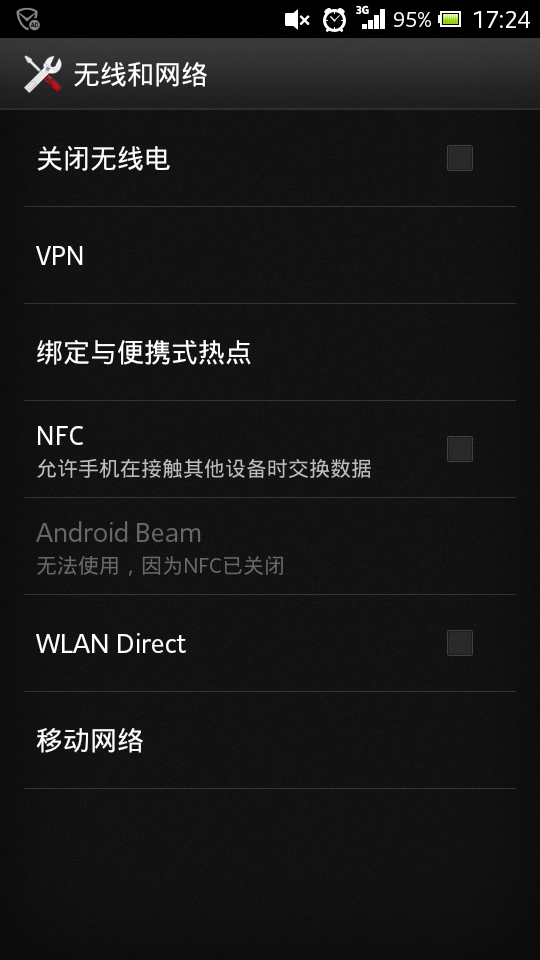 AD
3G
95%
17:24
无线和网络
关闭无线电
VPN
绑定与便携式热点
NFC
允许手机在接触其他设备时交换数据
Android Beam
无法使用，因为NFC已关闭
WLAN Direct
移动网络